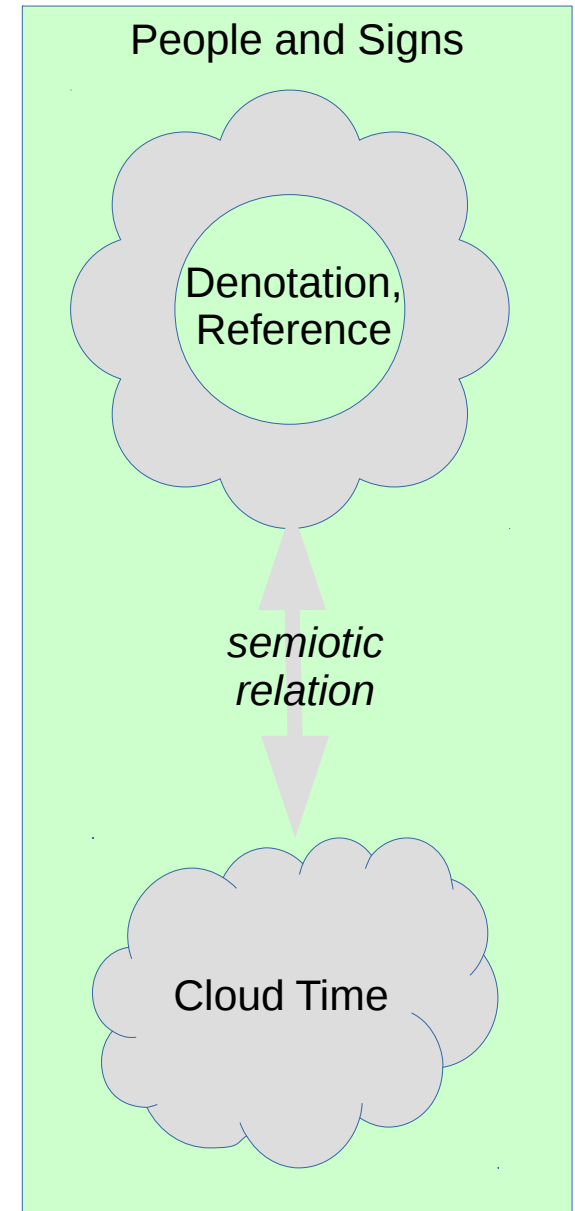 People and Signs
Denotation,
Reference
semiotic
relation
Cloud Time